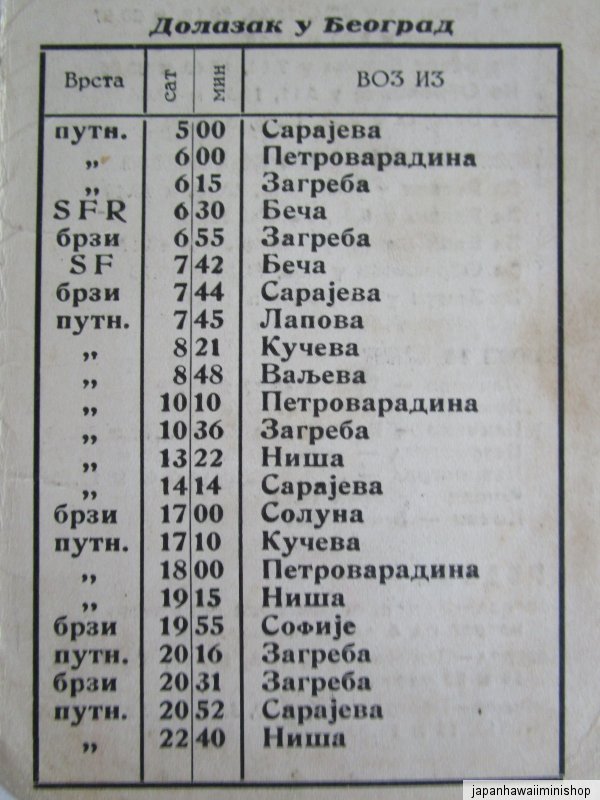 Долазак у Београд
Врста сат мин ВОЗ ИЗ
путн. 5 00 Сарајева
„ 6 00 Петроварадина
„ 6 15 Загреба
S F-R 6 30 Беча
брзи 6 55 Загреба
S F 7 42 Беча
брзи 7 44 Сарајева
путн. 7 45 Лапова
„ 8 21 Кучева
„ 8 48 Ваљева
„ 10 10 Петроварадина
„ 10 36 Загреба
„ 13 22 Ниша
„ 14 14 Сарајева
брзи 17 00 Солуна
путн. 17 10 Кучева
„ 18 00 Петроварадина
„ 19 15 Ниша
брзи 19 55 Софије
путн. 20 16 Загреба
брзи 20 31 Загреба
путн. 20 52 Сарајева
„ 22 40 Ниша
japanhawaiiminishop